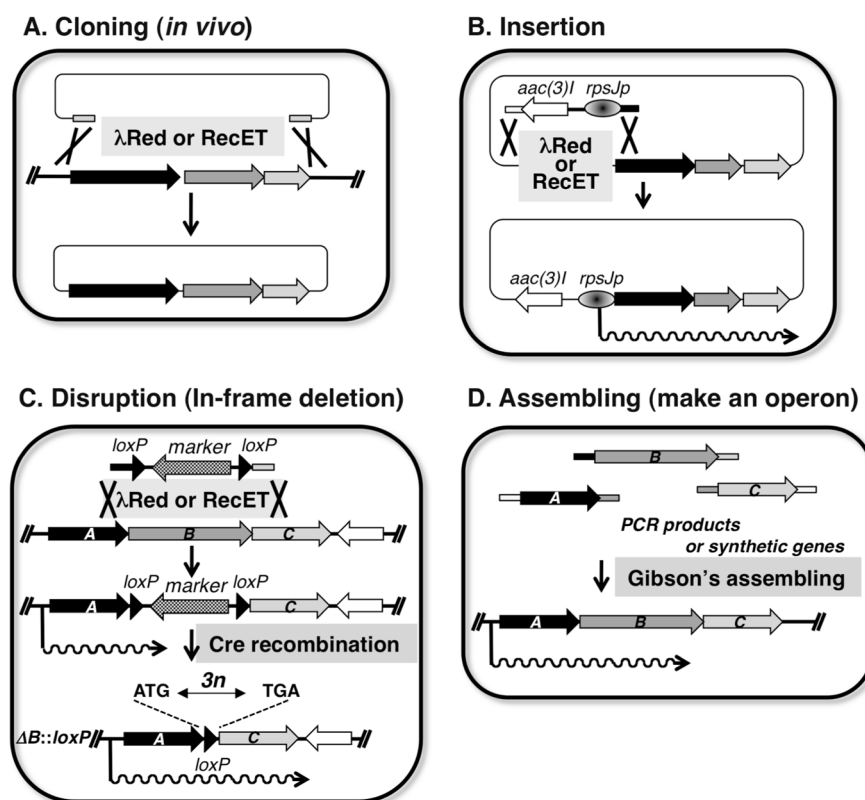 A. Cloning (in vivo)
λRed or RecET
B. Insertion
aac(3)I rpsJp
λRed
or
RecET
aac(3)I rpsJp
C. Disruption (In-frame deletion)
loxP marker loxP
λRed or RecET
A B C
loxP marker loxP
A C
Cre recombination
ATG 3n TGA
ΔB::loxP A C
loxP
D. Assembling (make an operon)
B
A C
PCR products
or synthetic genes
Gibson's assembling
A B C